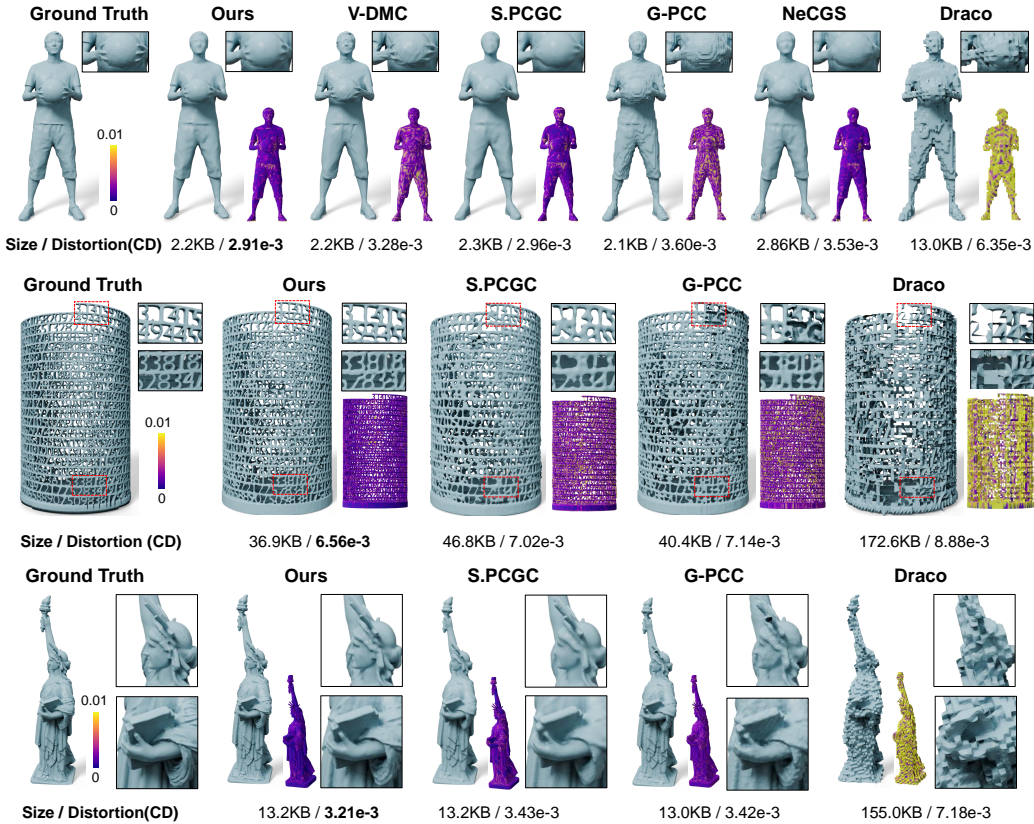 Ground Truth Ours V-DMC S.PCGC G-PCC NeCGS Draco
0.01
0
Size / Distortion(CD) 2.2KB / 2.91e-3 2.2KB / 3.28e-3 2.3KB / 2.96e-3 2.1KB / 3.60e-3 2.86KB / 3.53e-3 13.0KB / 6.35e-3
Ground Truth Ours S.PCGC G-PCC Draco
0.01
0
Size / Distortion (CD) 36.9KB / 6.56e-3 46.8KB / 7.02e-3 40.4KB / 7.14e-3 172.6KB / 8.88e-3
Ground Truth Ours S.PCGC G-PCC Draco
0.01
0
Size / Distortion(CD) 13.2KB / 3.21e-3 13.2KB / 3.43e-3 13.0KB / 3.42e-3 155.0KB / 7.18e-3